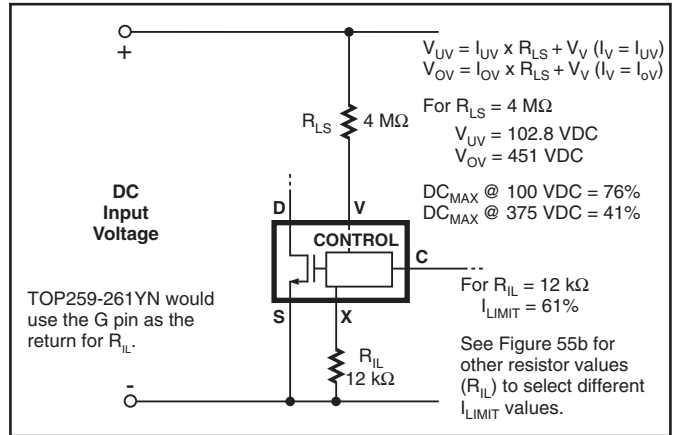 +
V_UV = I_UV x R_LS + V_V (I_V = I_UV)
V_OV = I_OV x R_LS + V_V (I_V = I_oV)
For R_LS = 4 MΩ
V_UV = 102.8 VDC
V_OV = 451 VDC
DC_MAX @ 100 VDC = 76%
DC_MAX @ 375 VDC = 41%
R_LS
4 MΩ
DC
Input
Voltage
D
V
CONTROL
C
S
X
For R_IL = 12 kΩ
I_LIMIT = 61%
TOP259-261YN would
use the G pin as the
return for R_IL.
R_IL
12 kΩ
See Figure 55b for
other resistor values
(R_IL) to select different
I_LIMIT values.
-